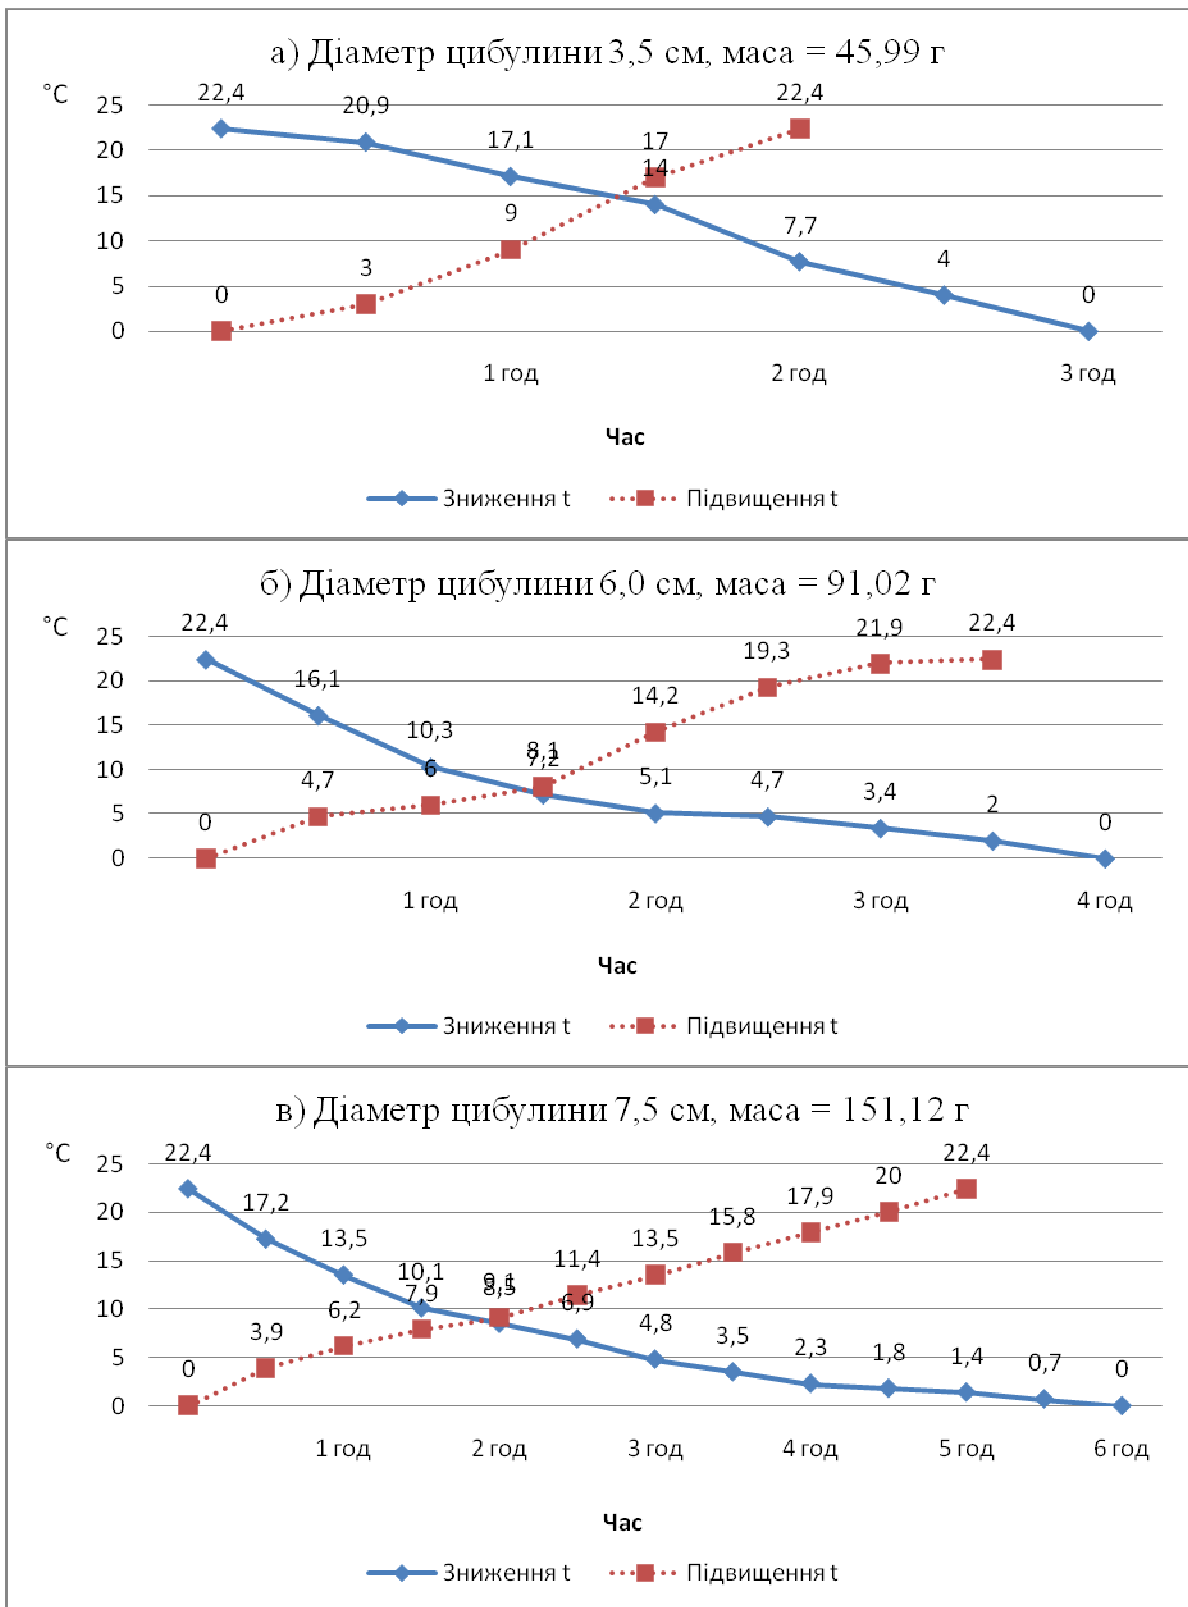 а) Діаметр цибулини 3,5 см, маса = 45,99 г
°C
22,4 20,9 17,1 17 14 22,4
25
20
15
10
5
0
0 3 9 7,7 4 0
1 год 2 год 3 год
Час
Зниження t Підвищення t
б) Діаметр цибулини 6,0 см, маса = 91,02 г
°C
22,4 16,1 10,3 8,1 7,2 14,2 19,3 21,9 22,4
25
20
15
10
5
0
0 4,7 6 5,1 4,7 3,4 2 0
1 год 2 год 3 год 4 год
Час
Зниження t Підвищення t
в) Діаметр цибулини 7,5 см, маса = 151,12 г
°C
22,4 17,2 13,5 10,1 9,1 8,5 11,4 13,5 15,8 17,9 20 22,4
25
20
15
10
5
0
0 3,9 6,2 7,9 6,9 4,8 3,5 2,3 1,8 1,4 0,7 0
1 год 2 год 3 год 4 год 5 год 6 год
Час
Зниження t Підвищення t